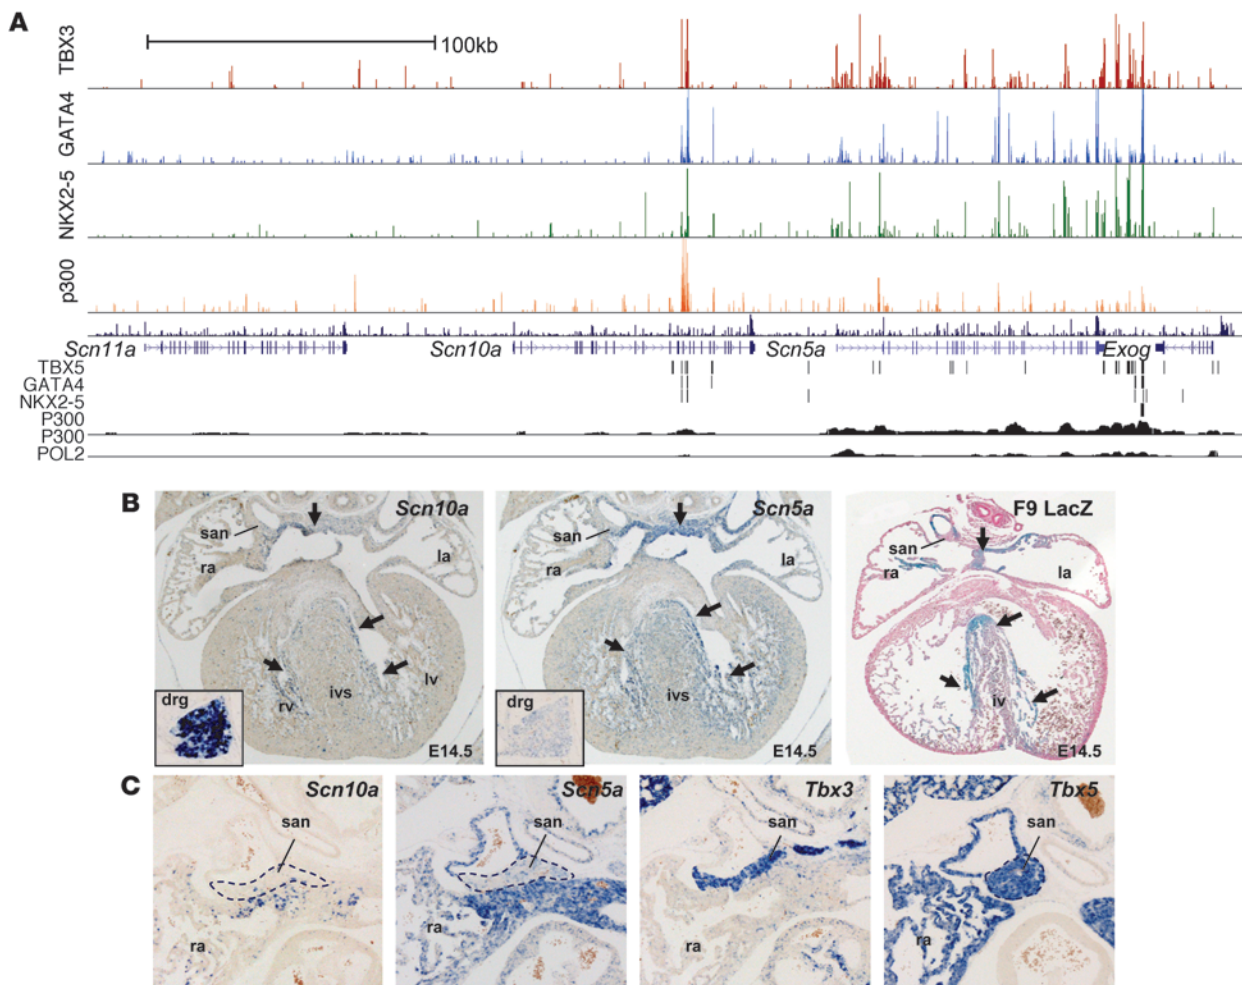 A
100kb
TBX3
GATA4
NKX2-5
p300
Scn11a Scn10a Scn5a Exog
TBX5
GATA4
NKX2-5
P300
P300
POL2
B
Scn10a
san
ra
la
lv
ivs
rv
drg
E14.5
Scn5a
san
ra
la
ivs
drg
E14.5
F9 LacZ
san
ra
la
iv
E14.5
C
Scn10a
san
ra
Scn5a
san
ra
Tbx3
san
ra
Tbx5
san
ra